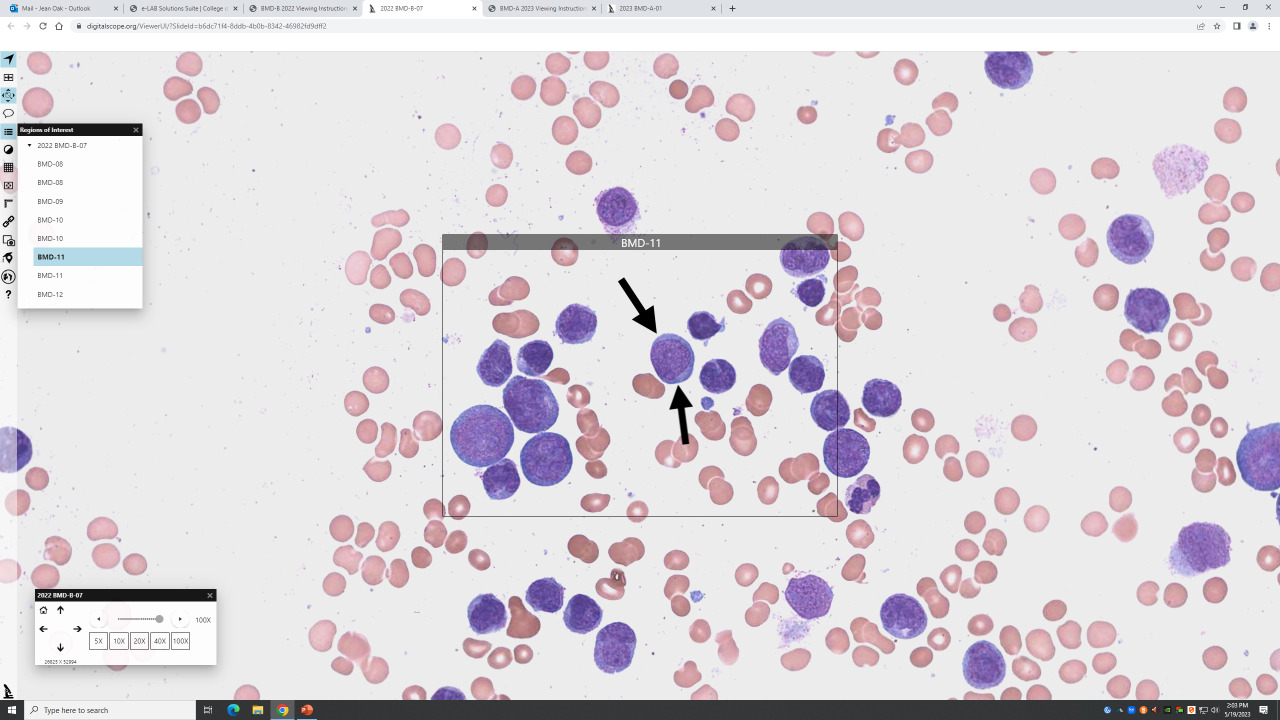 Mail - Jean Oak - Outlook
e-LAB Solutions Suite | College o
BMD-B 2022 Viewing Instruction
2022 BMD-B-07
BMD-A 2023 Viewing Instruction
2023 BMD-A-01
digitalscope.org/ViewerUI/?SlideId=b6dc71f4-8ddb-4b0b-8342-46982fd9dff2
Regions of Interest
2022 BMD-B-07
BMD-08
BMD-08
BMD-09
BMD-10
BMD-10
BMD-11
BMD-11
BMD-12
BMD-11
2022 BMD-B-07
100X
5X 10X 20X 40X 100X
Type here to search
2:03 PM
5/19/2023